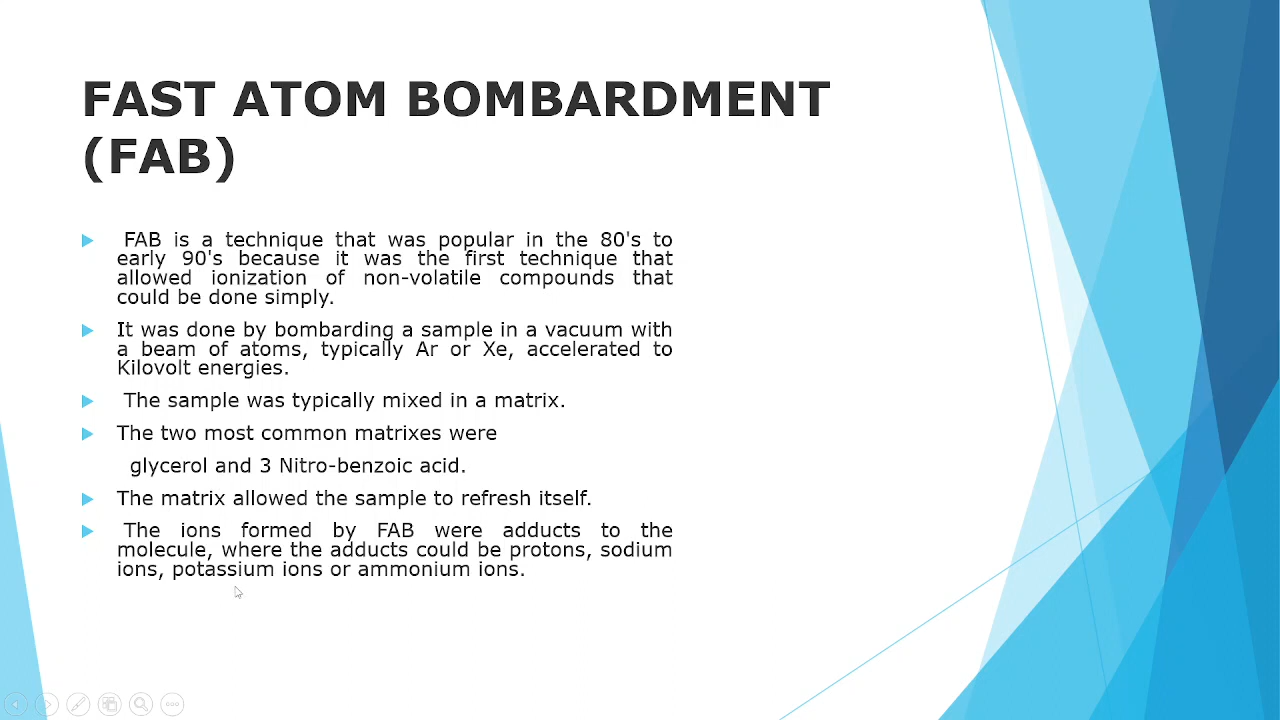 FAST ATOM BOMBARDMENT
(FAB)
FAB is a technique that was popular in the 80's to
early 90's because it was the first technique that
allowed ionization of non-volatile compounds that
could be done simply.
It was done by bombarding a sample in a vacuum with
a beam of atoms, typically Ar or Xe, accelerated to
Kilovolt energies.
The sample was typically mixed in a matrix.
The two most common matrixes were
glycerol and 3 Nitro-benzoic acid.
The matrix allowed the sample to refresh itself.
The ions formed by FAB were adducts to the
molecule, where the adducts could be protons, sodium
ions, potassium ions or ammonium ions.